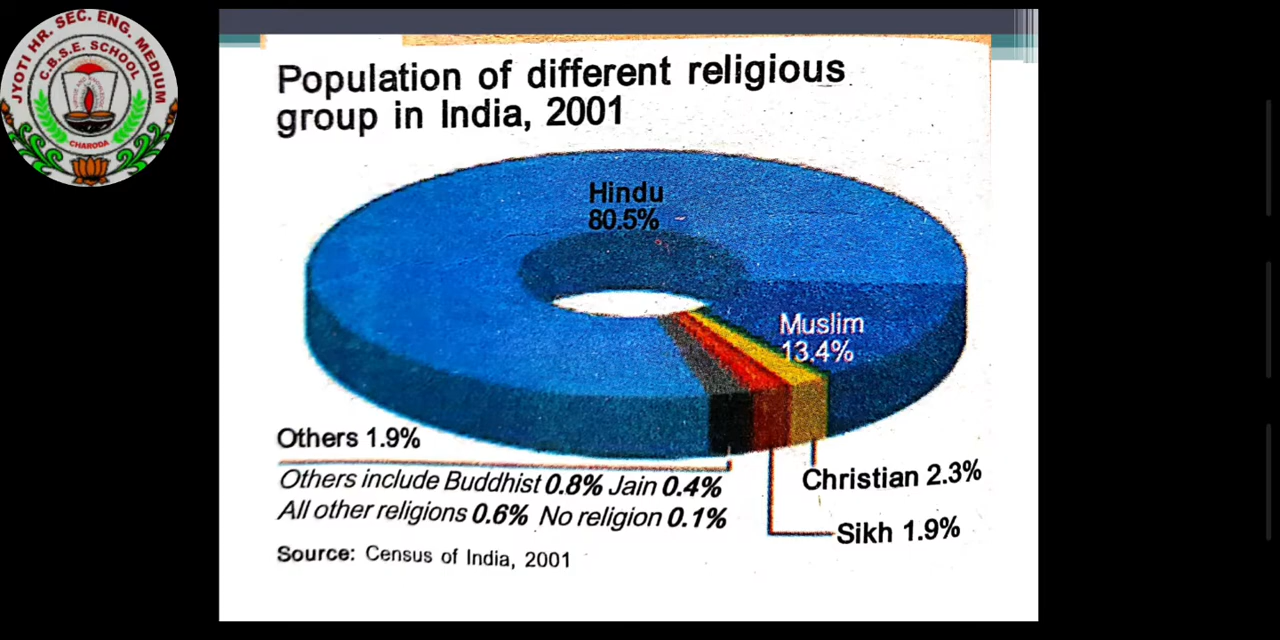 JYOTI HR. SEC. ENG. MEDIUM
C.B.S.E. SCHOOL
CHARODA
Population of different religious
group in India, 2001
Hindu
80.5%
Muslim
13.4%
Others 1.9%
Others include Buddhist 0.8% Jain 0.4%
All other religions 0.6% No religion 0.1%
Christian 2.3%
Sikh 1.9%
Source: Census of India, 2001